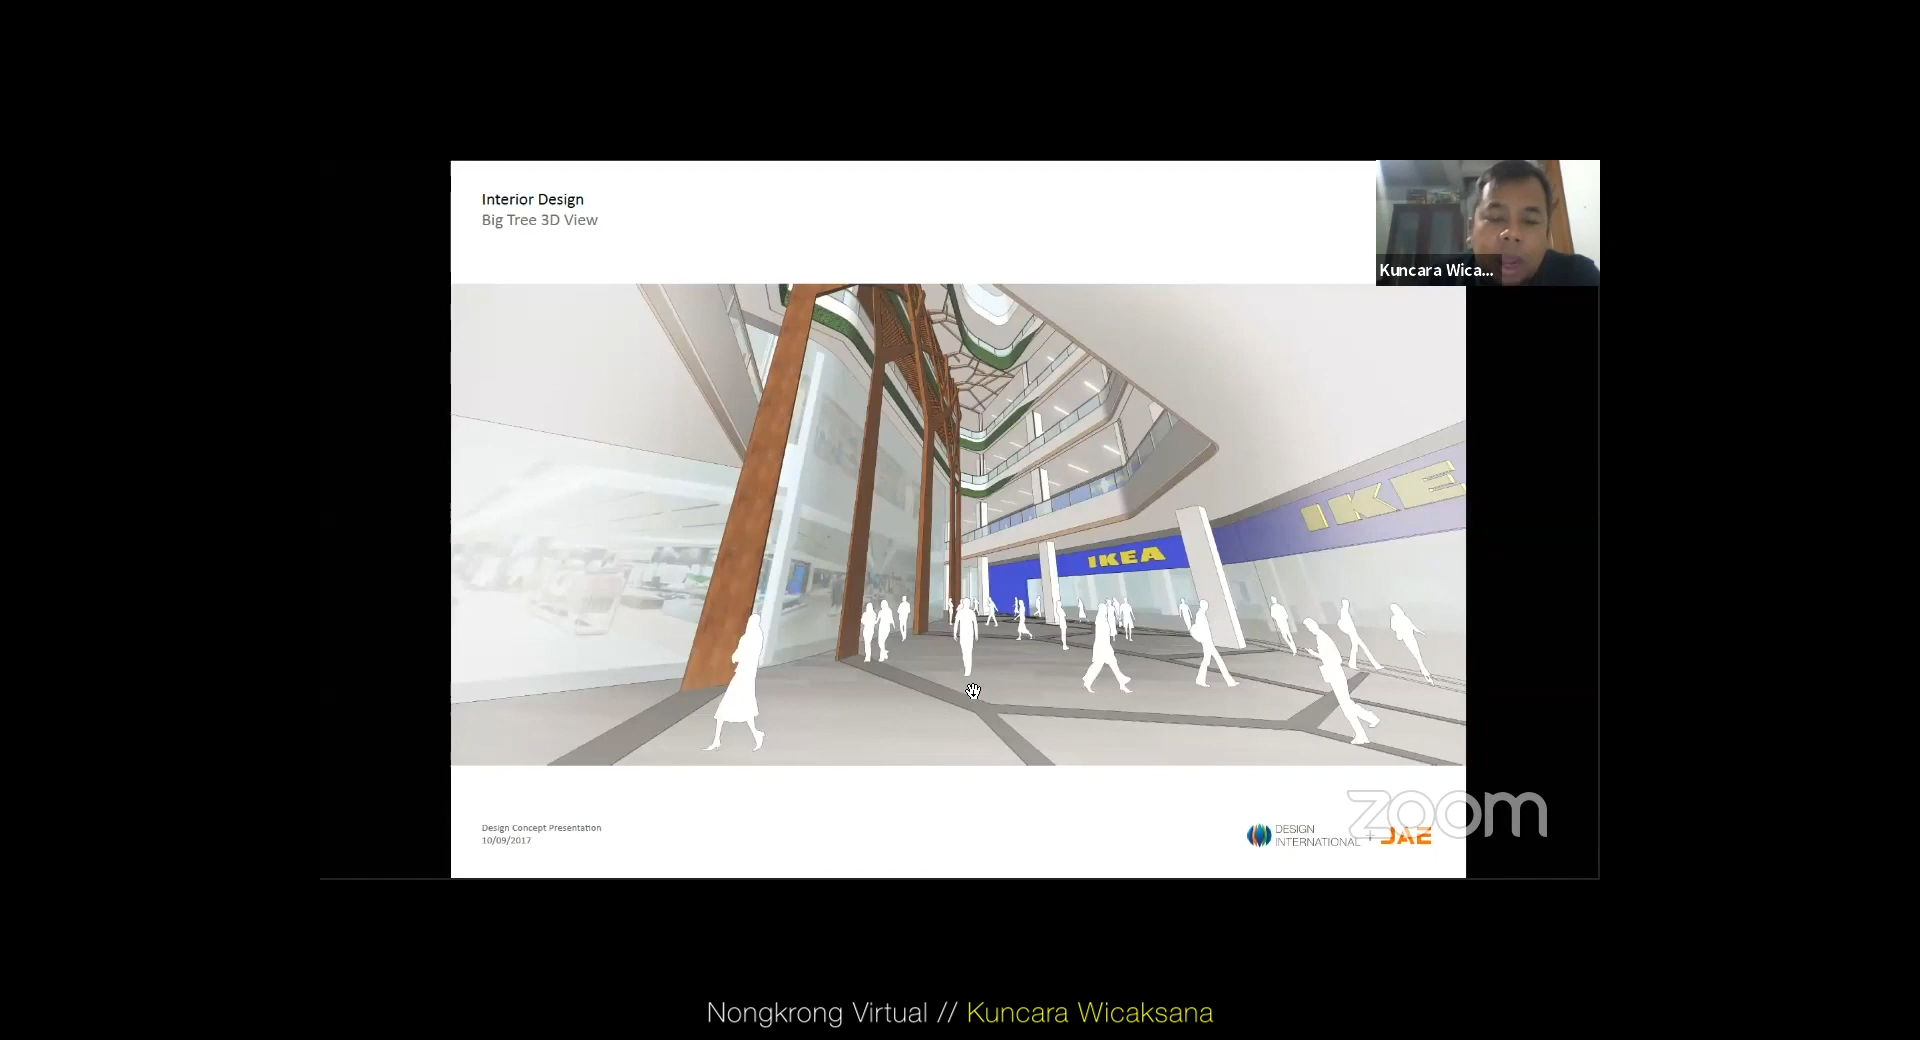 Interior Design
Big Tree 3D View
Kuncara Wica...
IKE
IKEA
Design Concept Presentation
10/09/2017
DESIGN
INTERNATIONAL + JAE
zoom
Nongkrong Virtual // Kuncara Wicaksana